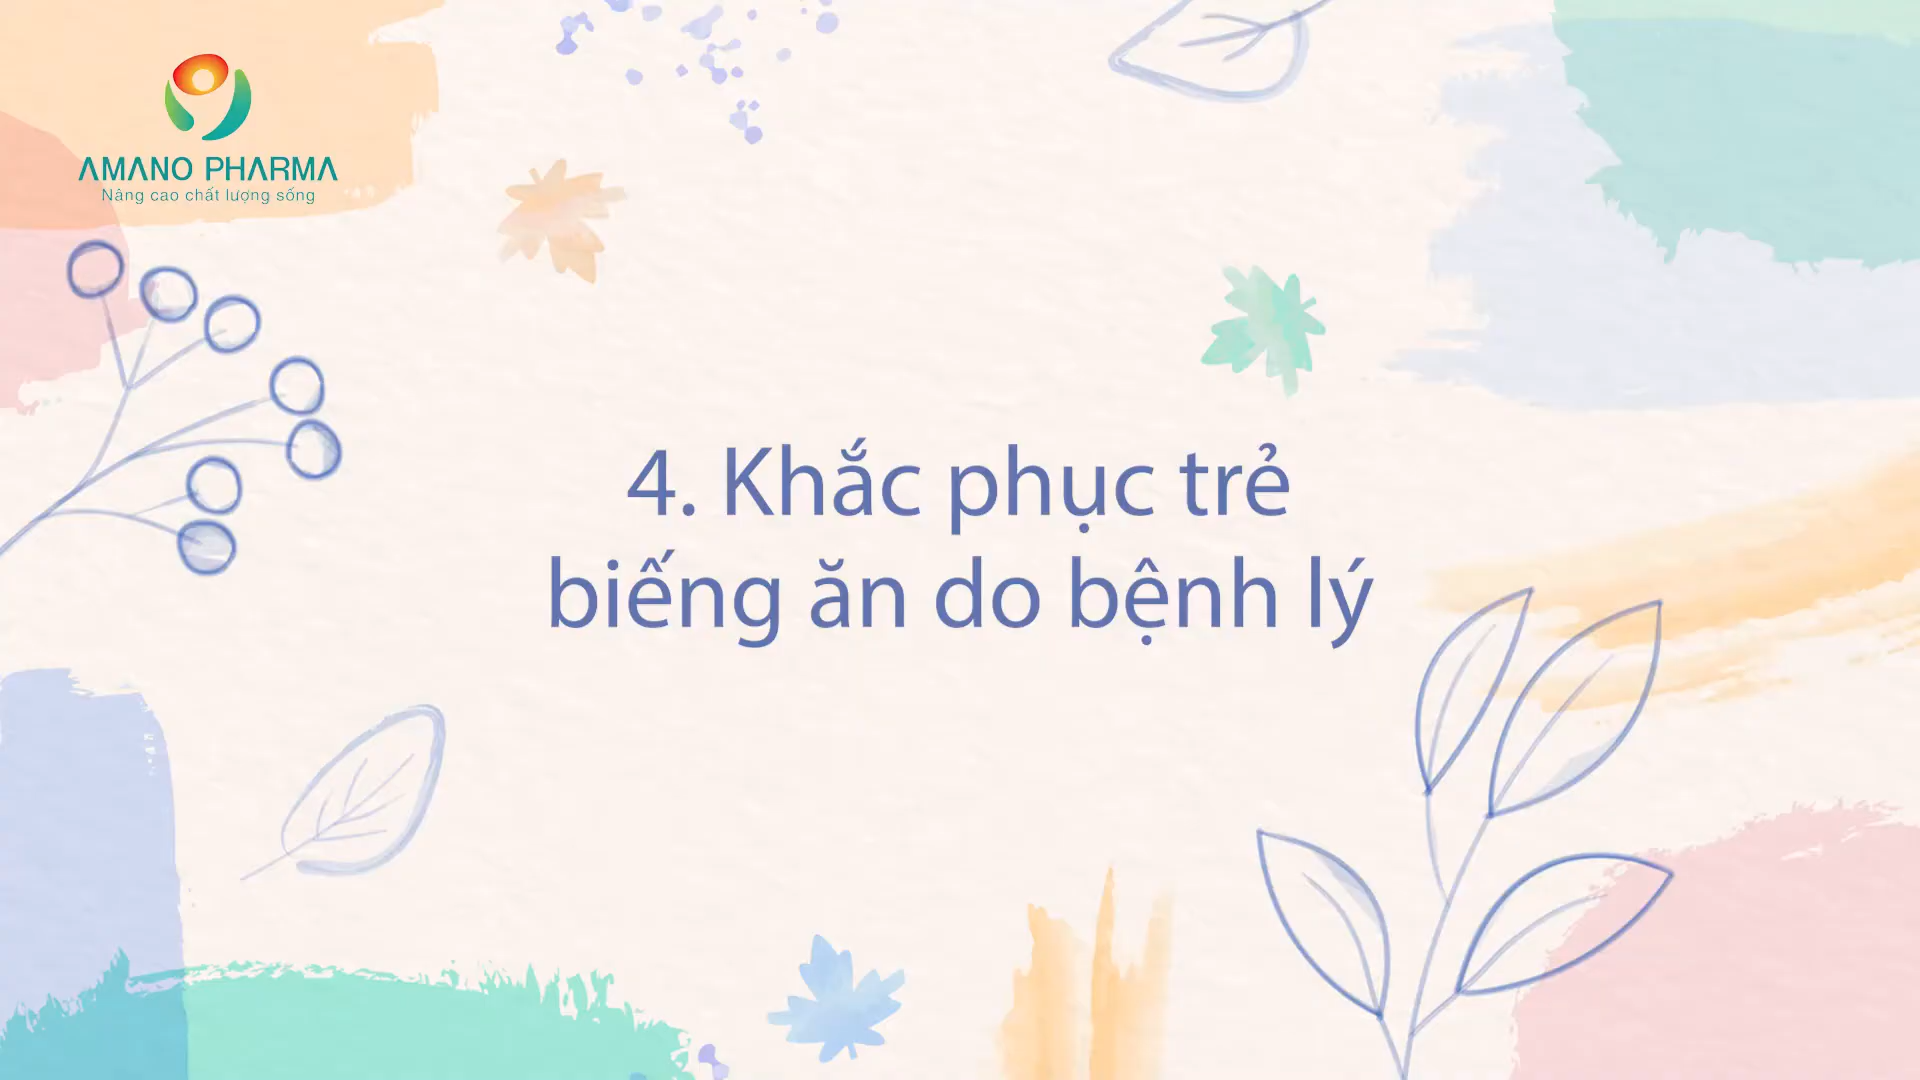 AMANO PHARMA
Nâng cao chất lượng sống
4. Khắc phục trẻ
biếng ăn do bệnh lý